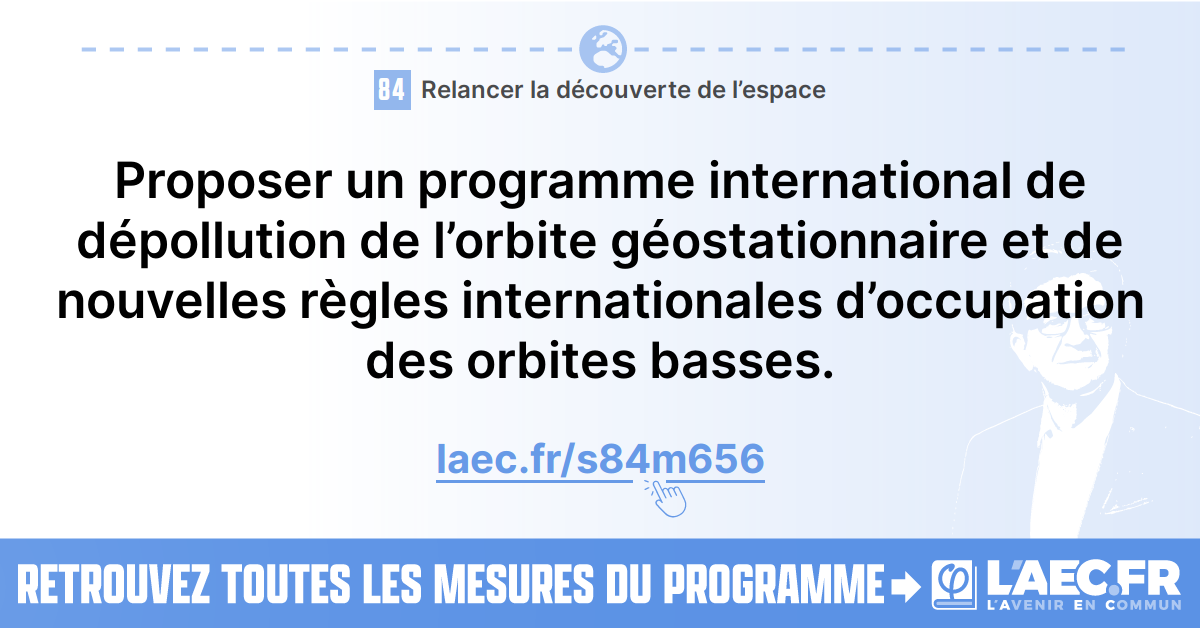 84 Relancer la découverte de l’espace
Proposer un programme international de
dépollution de l’orbite géostationnaire et de
nouvelles règles internationales d’occupation
des orbites basses.
laec.fr/s84m656
RETROUVEZ TOUTES LES MESURES DU PROGRAMME
L'AEC.FR
L'AVENIR EN COMMUN